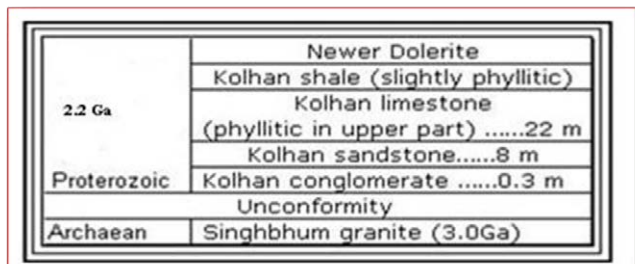 Newer Dolerite
Kolhan shale (slightly phyllitic)
2.2 Ga
Kolhan limestone
(phyllitic in upper part) ......22 m
Kolhan sandstone......8 m
Proterozoic Kolhan conglomerate ......0.3 m
Unconformity
Archaean Singhbhum granite (3.0Ga)